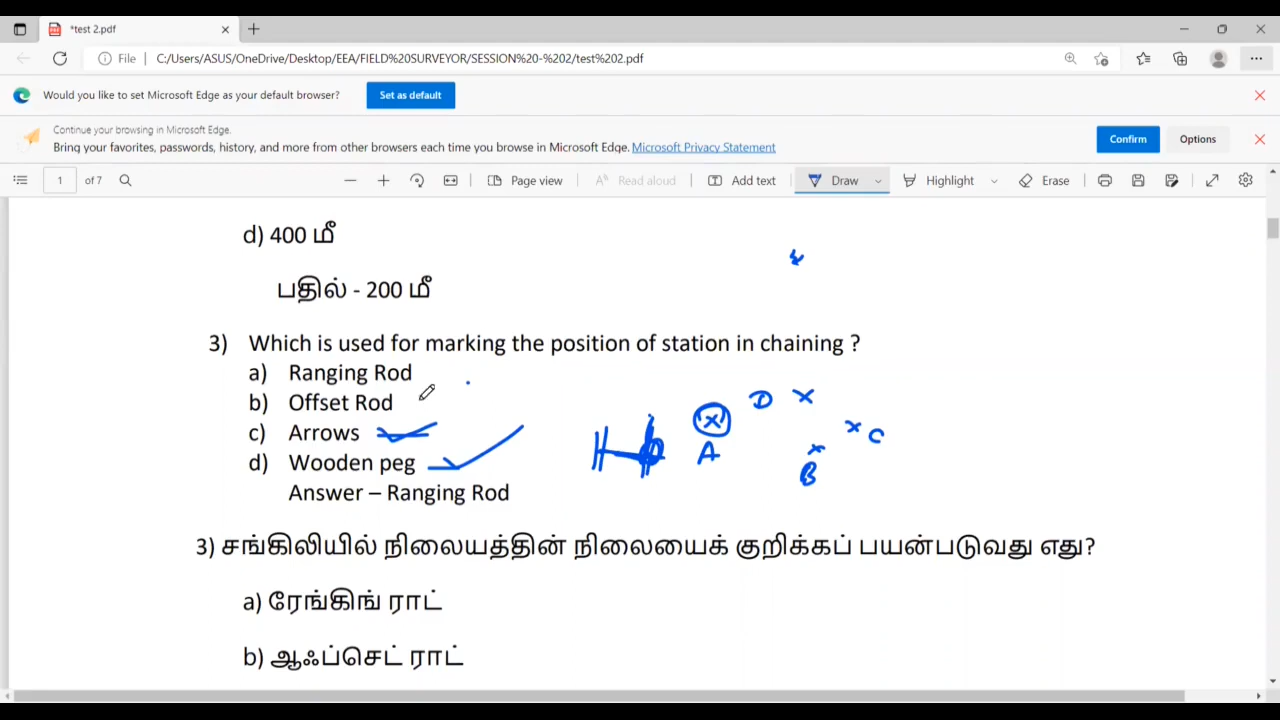 *test 2.pdf
File
C:/Users/ASUS/OneDrive/Desktop/EEA/FIELD%20SURVEYOR/SESSION%20-%202/test%202.pdf
Would you like to set Microsoft Edge as your default browser?
Set as default
Continue your browsing in Microsoft Edge.
Bring your favorites, passwords, history, and more from other browsers each time you browse in Microsoft Edge. Microsoft Privacy Statement
Confirm
Options
1 of 7
Page view
Read aloud
Add text
Draw
Highlight
Erase
d) 400 மீ
பதில் - 200 மீ
3) Which is used for marking the position of station in chaining ?
a) Ranging Rod
b) Offset Rod
c) Arrows
d) Wooden peg
Answer – Ranging Rod
A
D
C
B
3) சங்கிலியில் நிலையத்தின் நிலையைக் குறிக்கப் பயன்படுவது எது?
a) ரேங்கிங் ராட்
b) ஆஃப்செட் ராட்